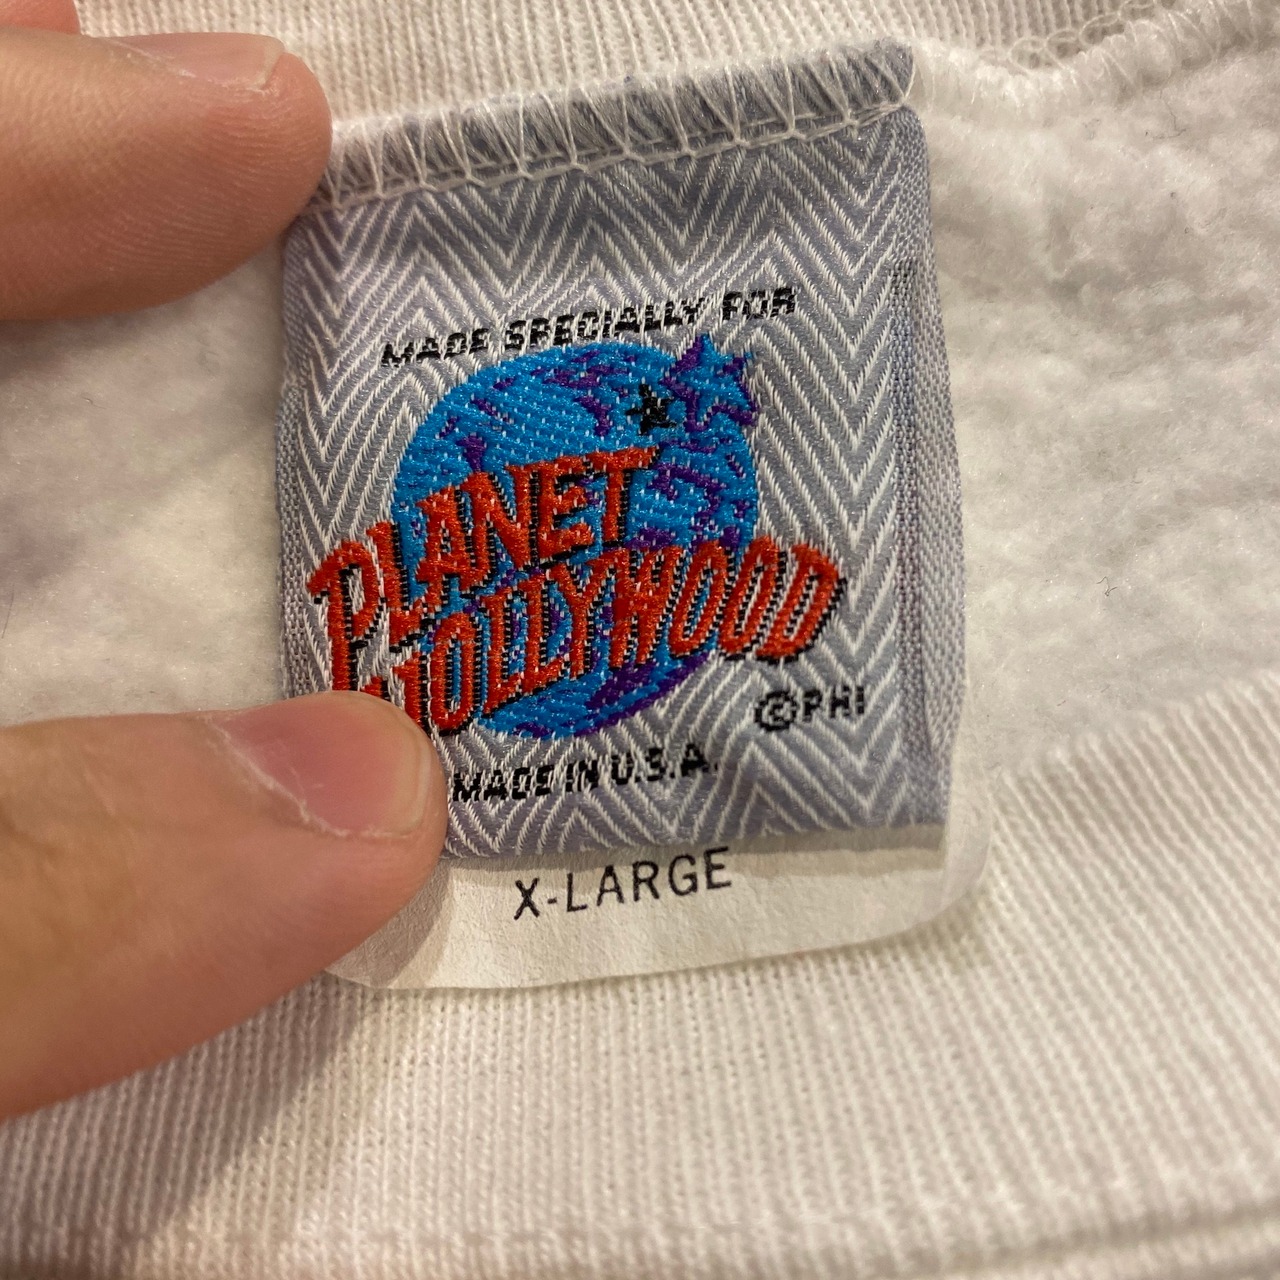 MADE SPECIALLY FOR
PLANET
HOLLYWOOD
©PHI
MADE IN U.S.A.
X-LARGE